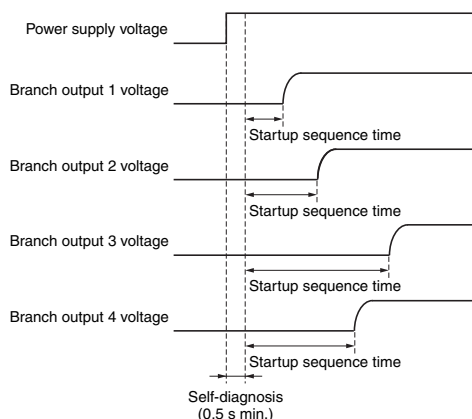 Power supply voltage
Branch output 1 voltage
Startup sequence time
Branch output 2 voltage
Startup sequence time
Branch output 3 voltage
Startup sequence time
Branch output 4 voltage
Startup sequence time
Self-diagnosis
(0.5 s min.)